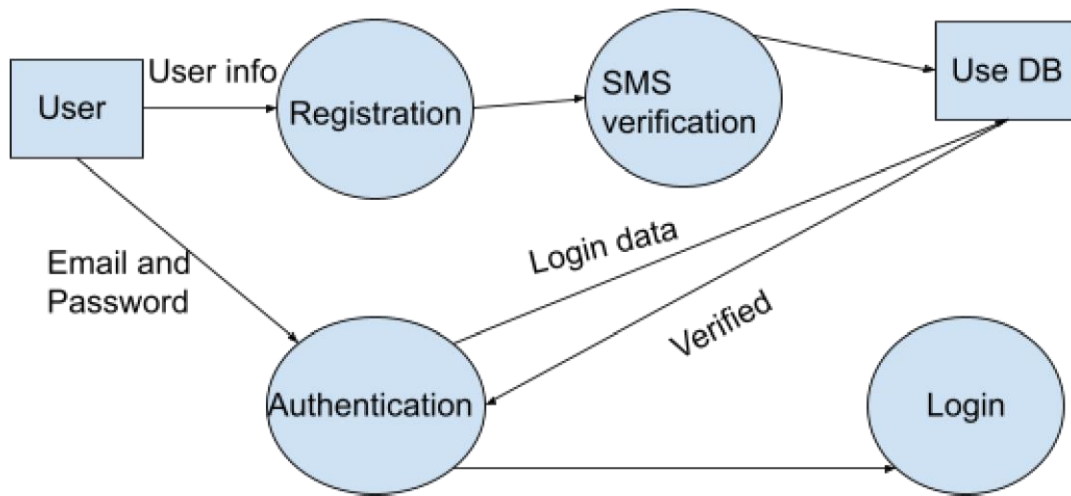 User info
User
Registration
SMS
verification
Use DB
Email and
Password
Login data
Verified
Authentication
Login